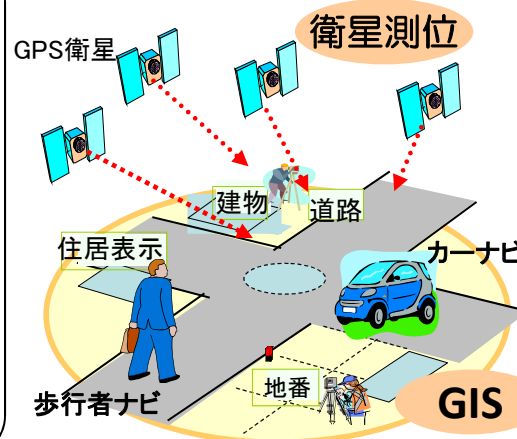 衛星測位
GPS衛星
建物
道路
住居表示
カーナビ
地番
歩行者ナビ
GIS